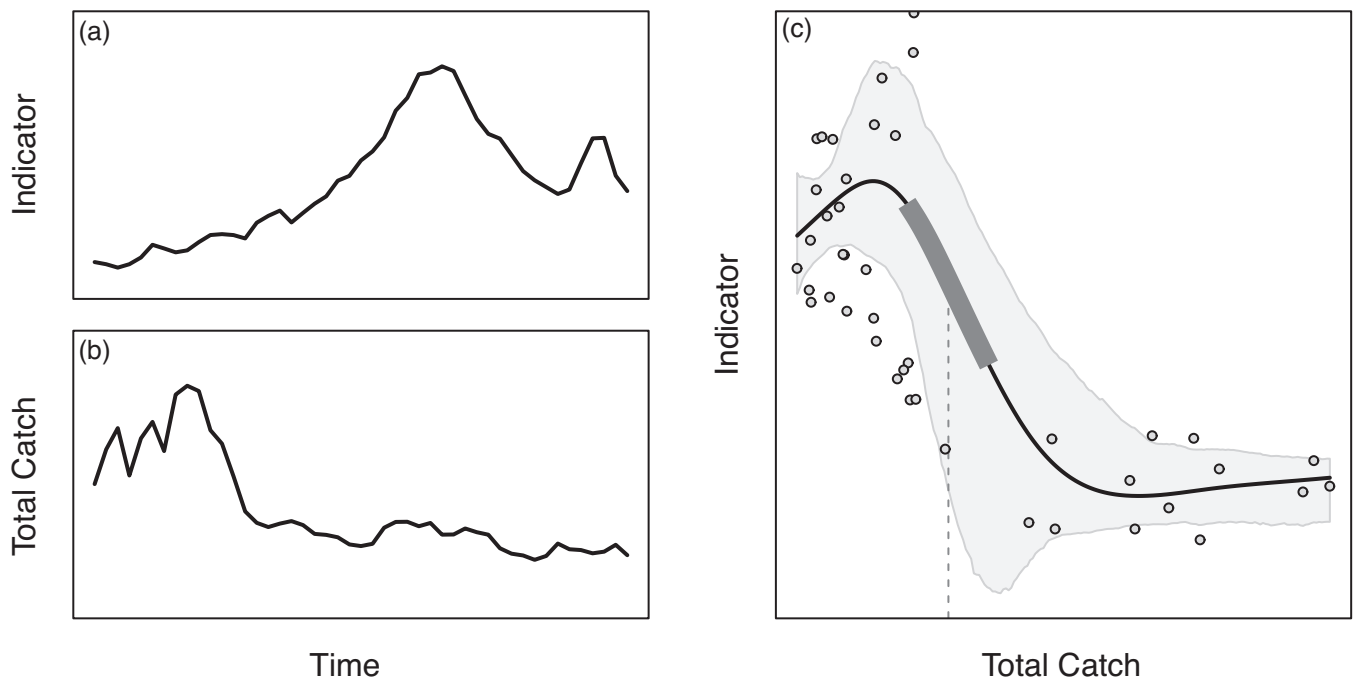 (a)
Indicator
(b)
Total Catch
Time
(c)
Indicator
Total Catch